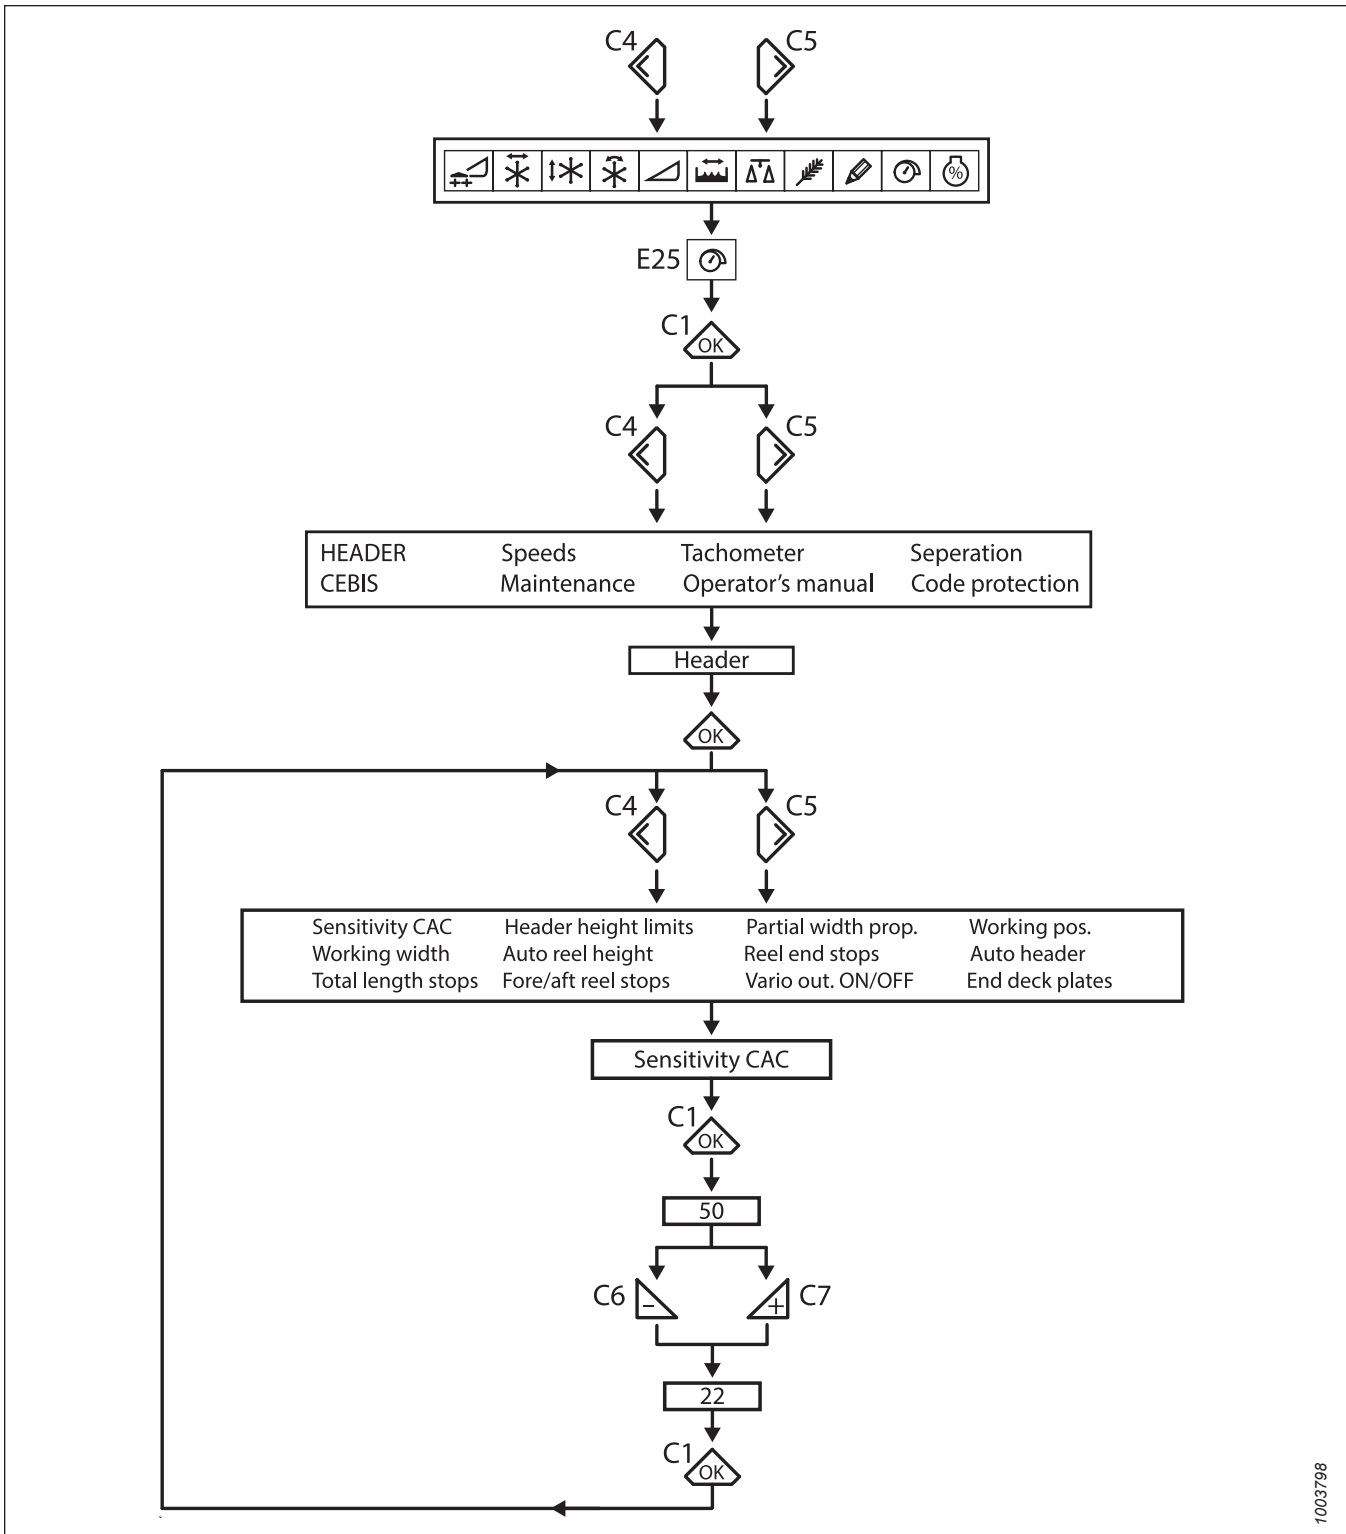 C4 C5
%
E25
C1
OK
C4 C5
HEADER Speeds Tachometer Seperation
CEBIS Maintenance Operator's manual Code protection
Header
OK
C4 C5
Sensitivity CAC Header height limits Partial width prop. Working pos.
Working width Auto reel height Reel end stops Auto header
Total length stops Fore/aft reel stops Vario out. ON/OFF End deck plates
Sensitivity CAC
C1
OK
50
C6 - + C7
22
C1
OK
1003798